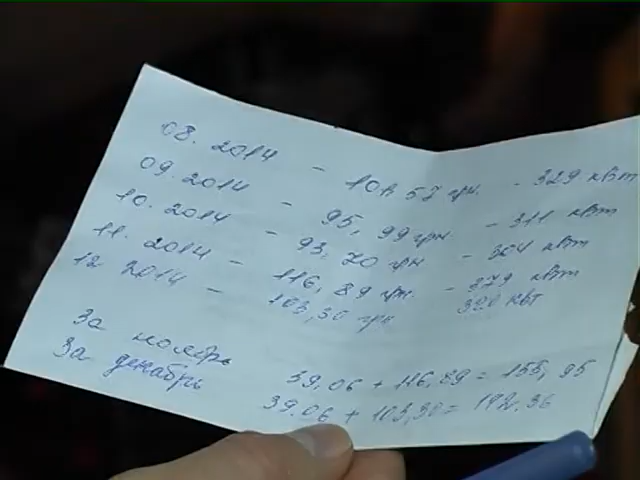 08. 2014 - 101, 57 грн. - 329 квт
09. 2014 - 95, 99 грн - 311 квт
10. 2014 - 93, 70 грн - 304 квт
11. 2014 - 116, 89 грн. - 379 квт
12 2014 - 103,30 грн 320 квт
За ноябрь 39.06 + 116,89 = 155, 95
За декабрь 39.06 + 103,30 = 142.36